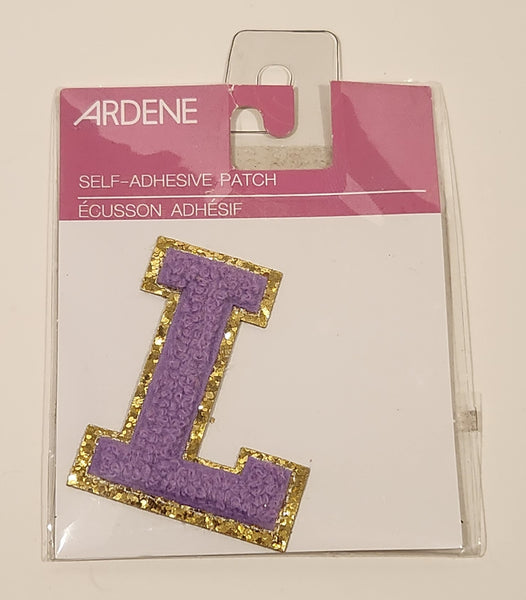 ARDENE
SELF-ADHESIVE PATCH
ÉCUSSON ADHÉSIF
L